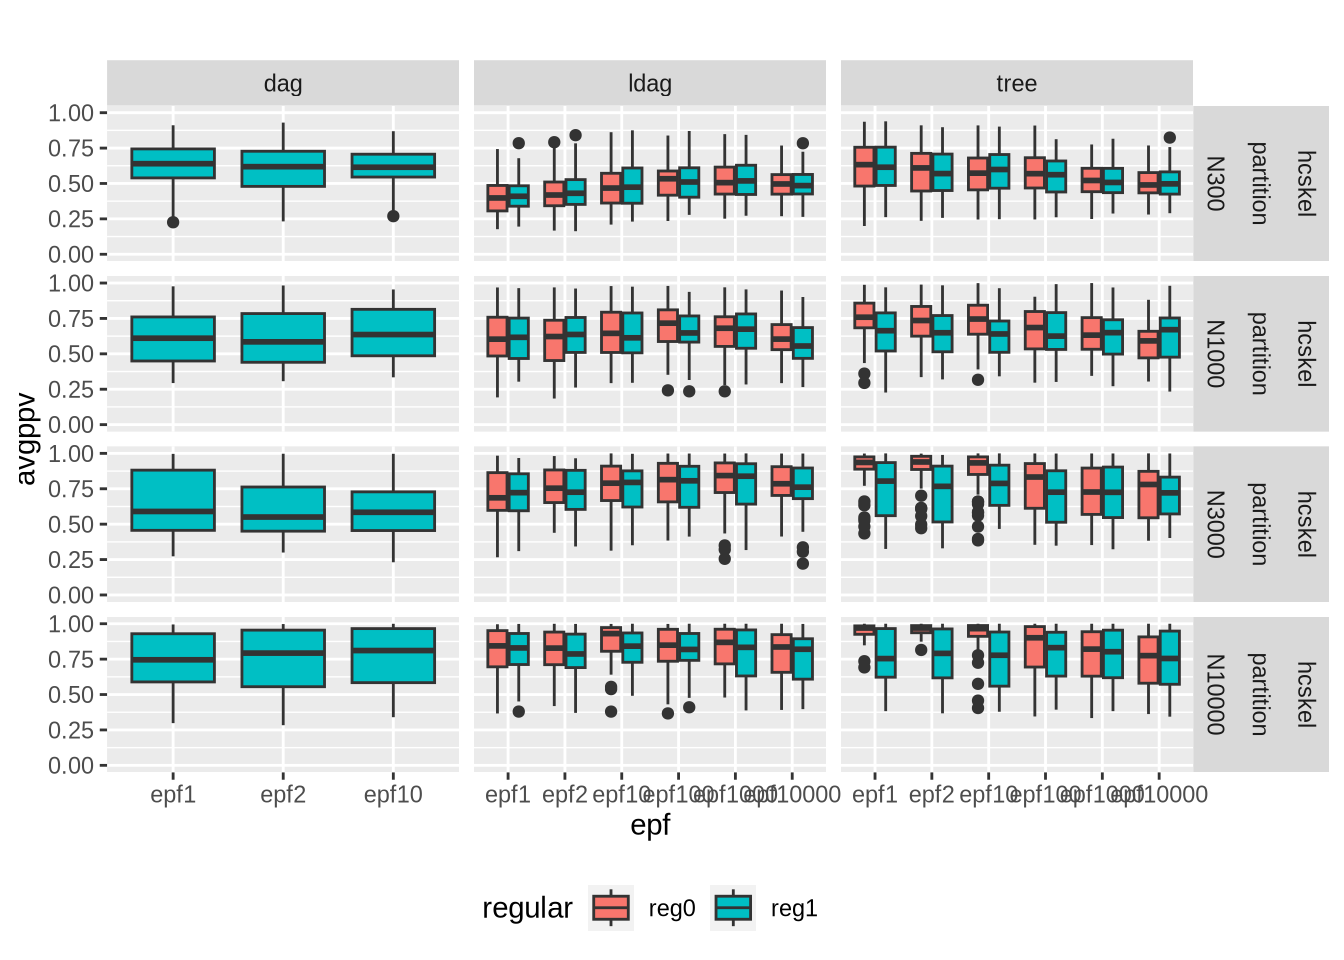 dag ldag tree
1.00
0.75
0.50
0.25
0.00
N300 partition hcskel
1.00
0.75
0.50
0.25
0.00
N1000 partition hcskel
avgppv
1.00
0.75
0.50
0.25
0.00
N3000 partition hcskel
1.00
0.75
0.50
0.25
0.00
N10000 partition hcskel
epf1 epf2 epf10 epf1 epf2 epf10 epf100 epf1000 epf10000 epf1 epf2 epf10 epf100 epf1000 epf10000
epf
regular reg0 reg1